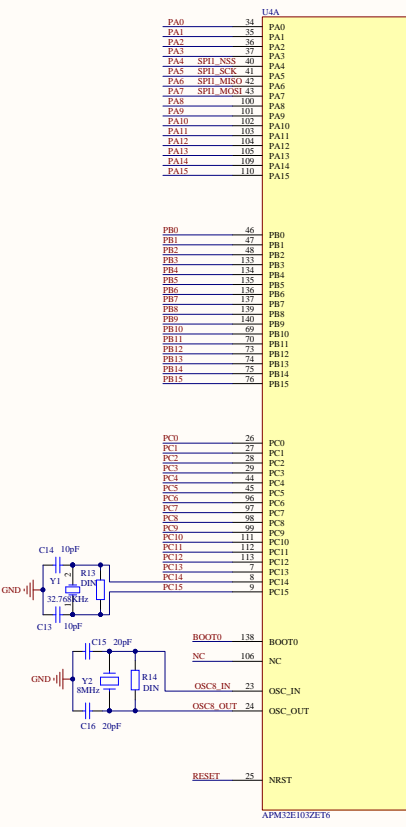 U4A
PA0 34 PA0
PA1 35 PA1
PA2 36 PA2
PA3 37 PA3
PA4 SPI1_NSS 40 PA4
PA5 SPI1_SCK 41 PA5
PA6 SPI1_MISO 42 PA6
PA7 SPI1_MOSI 43 PA7
PA8 100 PA8
PA9 101 PA9
PA10 102 PA10
PA11 103 PA11
PA12 104 PA12
PA13 105 PA13
PA14 109 PA14
PA15 110 PA15
PB0 46 PB0
PB1 47 PB1
PB2 48 PB2
PB3 133 PB3
PB4 134 PB4
PB5 135 PB5
PB6 136 PB6
PB7 137 PB7
PB8 139 PB8
PB9 140 PB9
PB10 69 PB10
PB11 70 PB11
PB12 73 PB12
PB13 74 PB13
PB14 75 PB14
PB15 76 PB15
PC0 26 PC0
PC1 27 PC1
PC2 28 PC2
PC3 29 PC3
PC4 44 PC4
PC5 45 PC5
PC6 96 PC6
PC7 97 PC7
PC8 98 PC8
PC9 99 PC9
PC10 111 PC10
PC11 112 PC11
PC12 113 PC12
PC13 7 PC13
PC14 8 PC14
PC15 9 PC15
C14 10pF
R13
DIN
Y1
2
1
GND
32.768KHz
C13 10pF
BOOT0 138 BOOT0
NC 106 NC
C15 20pF
GND
Y2
8MHz
R14
DIN
OSC8_IN 23 OSC_IN
OSC8_OUT 24 OSC_OUT
C16 20pF
RESET 25 NRST
APM32E103ZET6